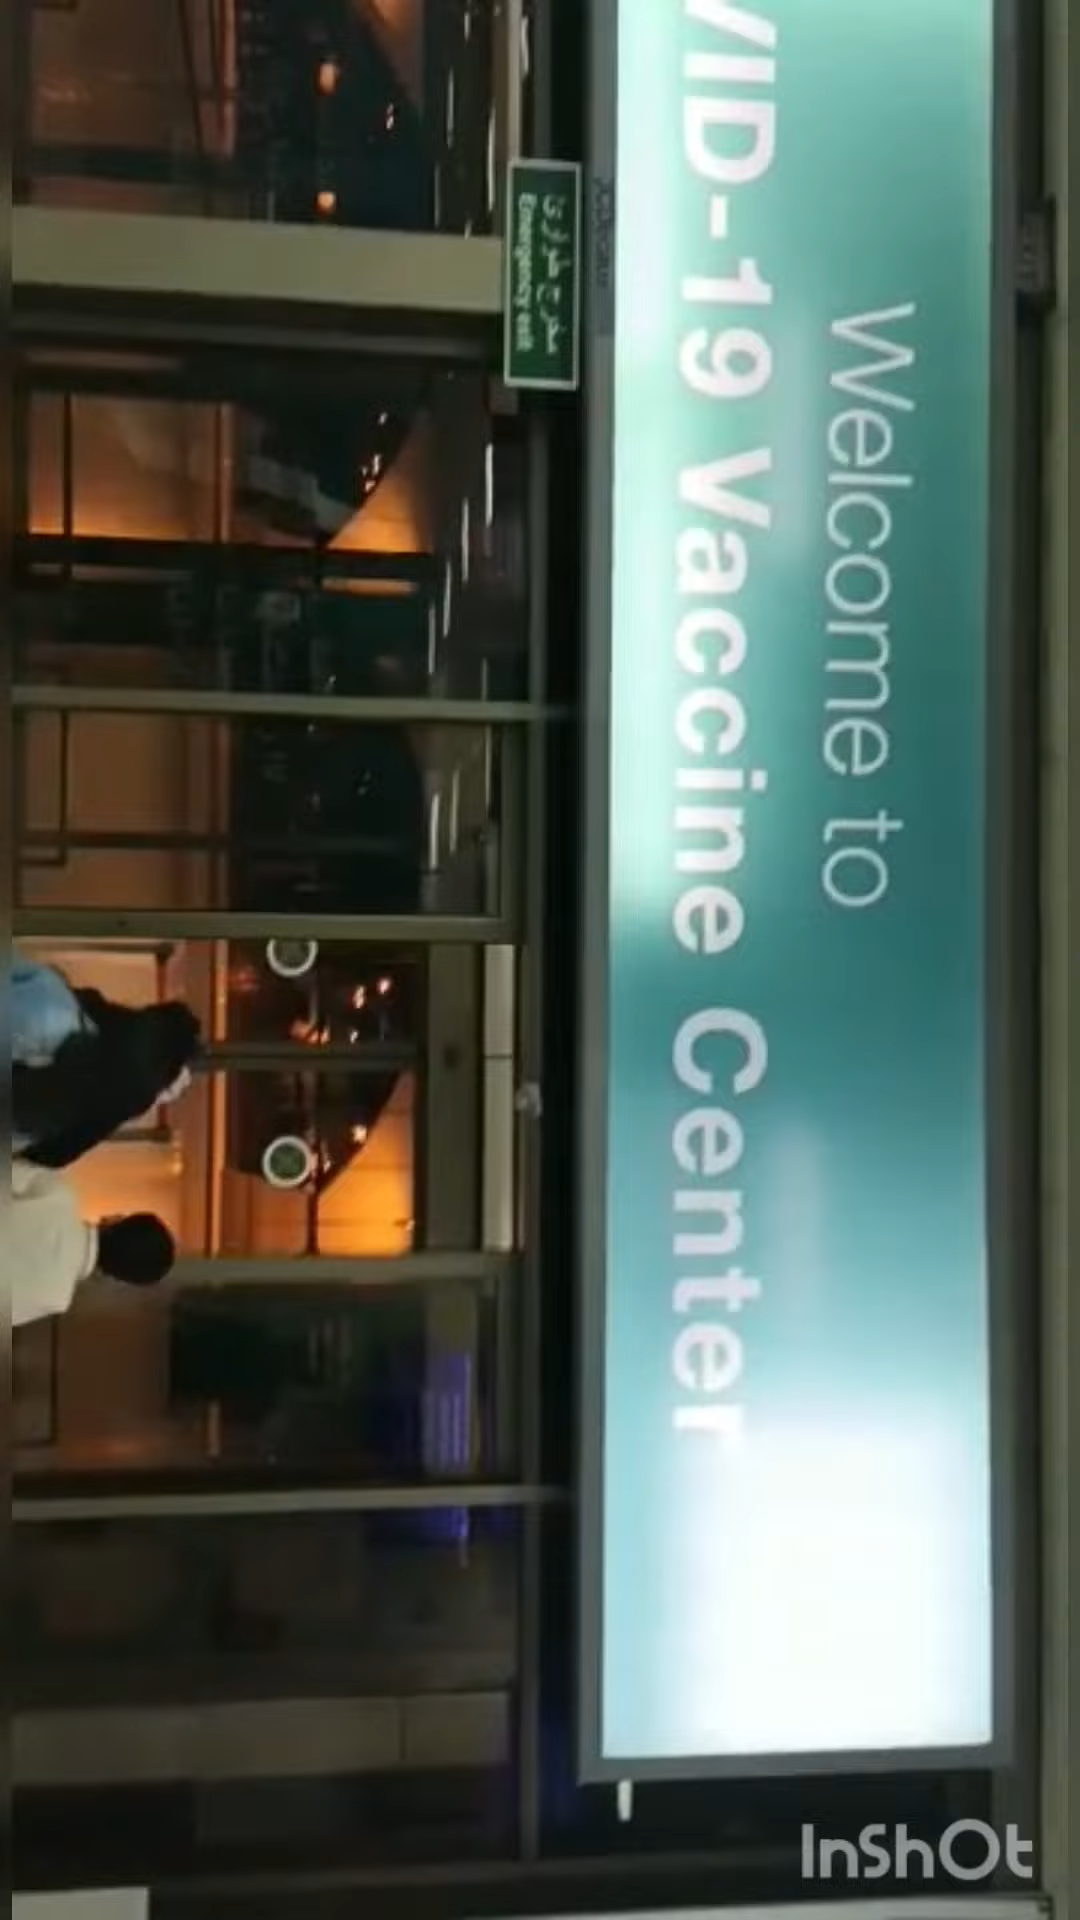 Welcome to
VID-19 Vaccine Center
مخرج طوارئ
Emergency exit
InShOt